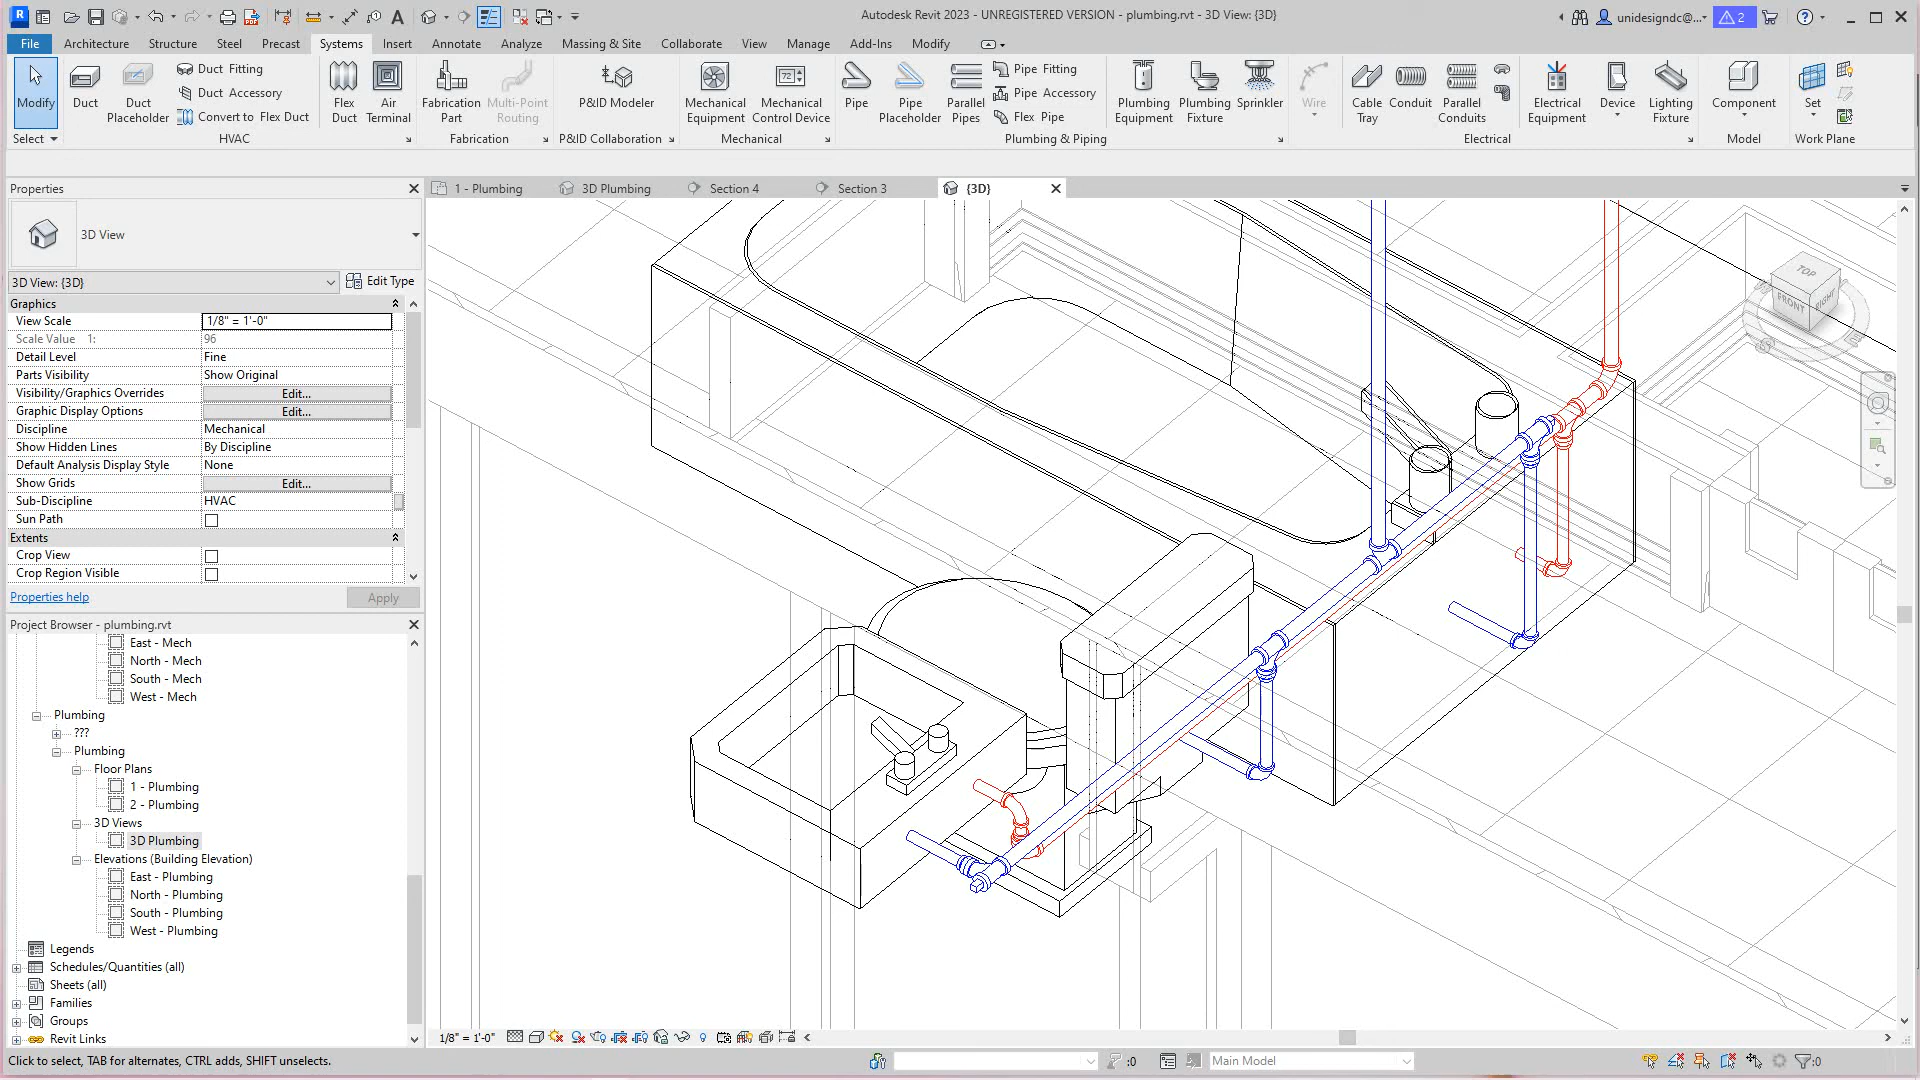 Autodesk Revit 2023 - UNREGISTERED VERSION - plumbing.rvt - 3D View: {3D}
unidesigndc@...
2
File Architecture Structure Steel Precast Systems Insert Annotate Analyze Massing & Site Collaborate View Manage Add-Ins Modify
Modify
Duct
Duct Placeholder
Duct Fitting
Duct Accessory
Convert to Flex Duct
Flex Duct
Air Terminal
Fabrication Part
Multi-Point Routing
P&ID Modeler
Mechanical Equipment
Mechanical Control Device
Pipe
Pipe Placeholder
Parallel Pipes
Pipe Fitting
Pipe Accessory
Flex Pipe
Plumbing Equipment
Plumbing Fixture
Sprinkler
Wire
Cable Tray
Conduit
Parallel Conduits
Electrical Equipment
Device
Lighting Fixture
Component
Set
Select HVAC Fabrication P&ID Collaboration Mechanical Plumbing & Piping Electrical Model Work Plane
Properties
1 - Plumbing 3D Plumbing Section 4 Section 3 {3D}
3D View
3D View: {3D} Edit Type
Graphics
View Scale 1/8" = 1'-0"
Scale Value 1: 96
Detail Level Fine
Parts Visibility Show Original
Visibility/Graphics Overrides Edit...
Graphic Display Options Edit...
Discipline Mechanical
Show Hidden Lines By Discipline
Default Analysis Display Style None
Show Grids Edit...
Sub-Discipline HVAC
Sun Path
Extents
Crop View
Crop Region Visible
Properties help Apply
Project Browser - plumbing.rvt
East - Mech
North - Mech
South - Mech
West - Mech
Plumbing
???
Plumbing
Floor Plans
1 - Plumbing
2 - Plumbing
3D Views
3D Plumbing
Elevations (Building Elevation)
East - Plumbing
North - Plumbing
South - Plumbing
West - Plumbing
Legends
Schedules/Quantities (all)
Sheets (all)
Families
Groups
Revit Links
TOP
FRONT
RIGHT
1/8" = 1'-0"
Click to select, TAB for alternates, CTRL adds, SHIFT unselects.
:0
Main Model
:0